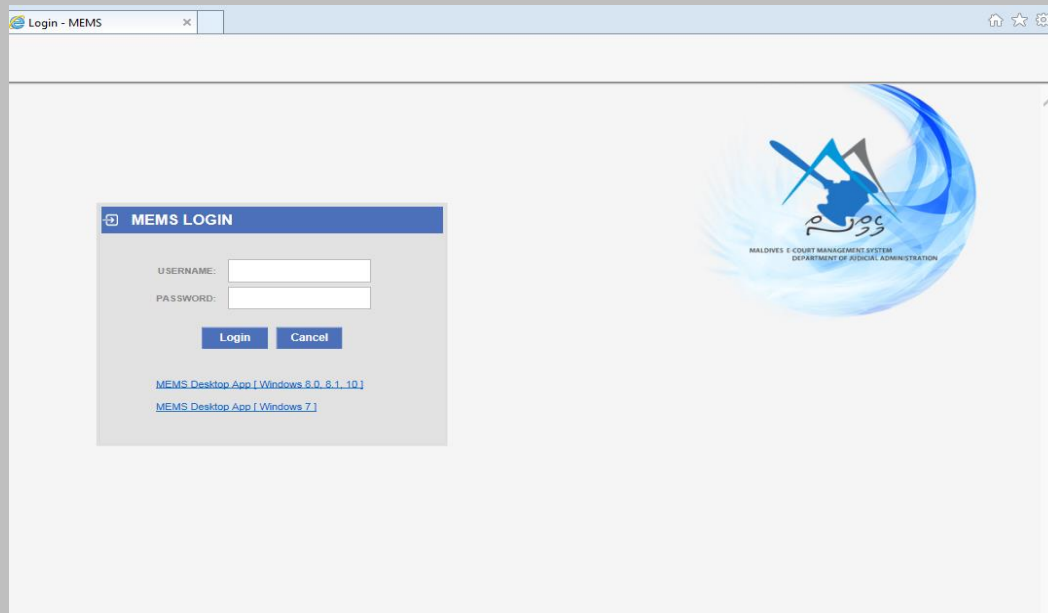 Login - MEMS
MEMS LOGIN
USERNAME:
PASSWORD:
Login Cancel
MEMS Desktop App [ Windows 8.0, 8.1, 10 ]
MEMS Desktop App [ Windows 7 ]
MALDIVES E-COURT MANAGEMENT SYSTEM
DEPARTMENT OF JUDICIAL ADMINISTRATION